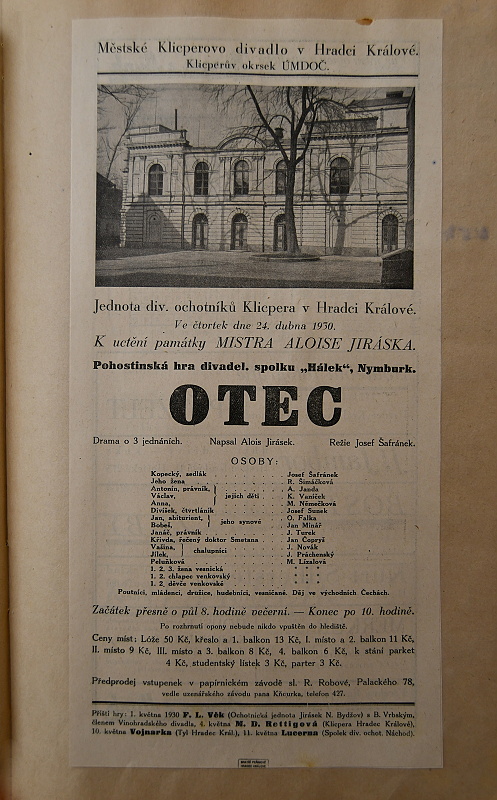 Městské Klicperovo divadlo v Hradci Králové.
Klicperův okrsek ÚMDOČ.
Jednota div. ochotníků Klicpera v Hradci Králové.
Ve čtvrtek dne 24. dubna 1930.
K uctění památky MISTRA ALOISE JIRÁSKA.
Pohostinská hra divadel. spolku „Hálek“, Nymburk.
OTEC
Drama o 3 jednáních. Napsal Alois Jirásek. Režie Josef Šafránek.
OSOBY:
Kopecký, sedlák . . . . . . . . Josef Šafránek
Jeho žena . . . . . . . . R. Šimáčková
Antonín, právník, . . . . A. Janda
Václav, jejich děti . . . . K. Vaníček
Anna, . . . . M. Němečková
Divíšek, čtvrtláník . . . . . . Josef Sunek
Jan, abiturient, . . . . O. Falka
Bobeš, jeho synové . . . . Jan Minář
Janáč, právník . . . . . . J. Turek
Křivda, řečený doktor Smetana . . Jan Čopryš
Vašina, . . . . J. Novák
Jílek, chalupníci . . . . J. Práchenský
Peluňková . . . . . . . . M. Lízalová
1. 2. 3. žena vesnická . . . . * * *
1. 2. chlapec venkovský . . . . * * *
1. 2. děvče venkovské . . . . * * *
Poutníci, mládenci, družice, hudebníci, vesničané. Děj ve východních Čechách.
Začátek přesně o půl 8. hodině večerní. — Konec po 10. hodině.
Po rozhrnutí opony nebude nikdo vpuštěn do hlediště.
Ceny míst: Lóže 50 Kč, křeslo a 1. balkon 13 Kč, I. místo a 2. balkon 11 Kč,
II. místo 9 Kč, III. místo a 3. balkon 8 Kč, 4. balkon 6 Kč, k stání parket
4 Kč, studentský lístek 3 Kč, parter 3 Kč.
Předprodej vstupenek v papírnickém závodě sl. R. Robové, Palackého 78,
vedle uzenářského závodu pana Kňourka, telefon 427.
Příští hry: 1. května 1930 F. L. Věk (Ochotnická jednota Jirásek N. Bydžov) s B. Vrbským,
členem Vinohradského divadla, 4. května M. D. Rettigová (Klicpera Hradec Králové),
10. května Vojnarka (Tyl Hradec Král.), 11. května Lucerna (Spolek div. ochot. Náchod).